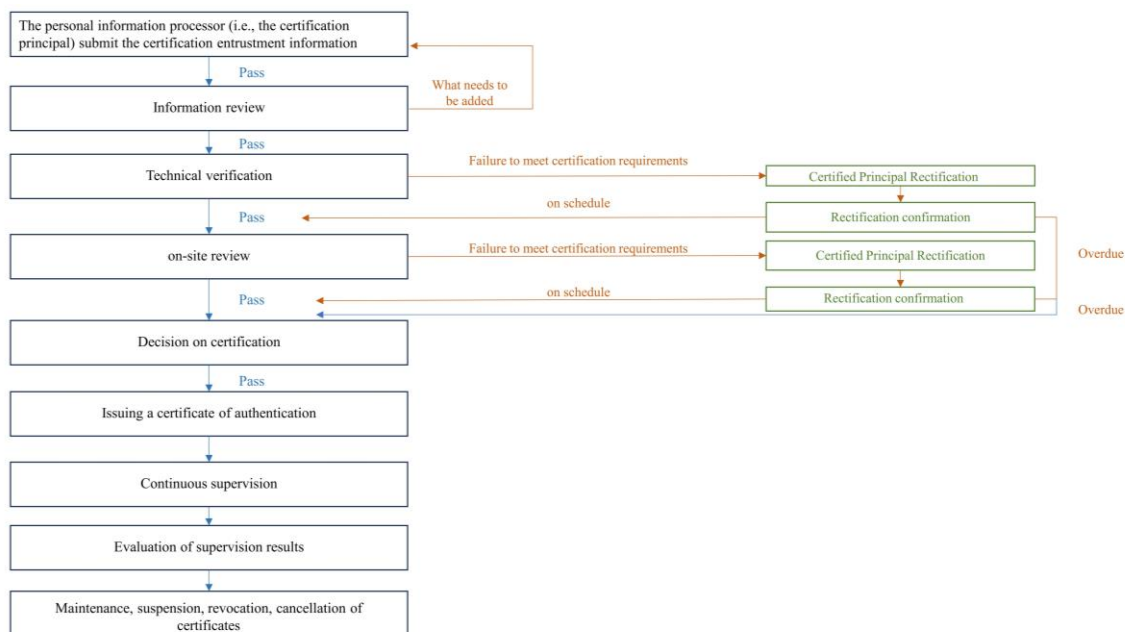 The personal information processor (i.e., the certification
principal) submit the certification entrustment information
Pass
What needs to
be added
Information review
Pass
Failure to meet certification requirements
Technical verification
Certified Principal Rectification
on schedule
Pass
Rectification confirmation
Failure to meet certification requirements
Overdue
on-site review
Certified Principal Rectification
on schedule
Pass
Rectification confirmation
Overdue
Decision on certification
Pass
Issuing a certificate of authentication
Continuous supervision
Evaluation of supervision results
Maintenance, suspension, revocation, cancellation of
certificates